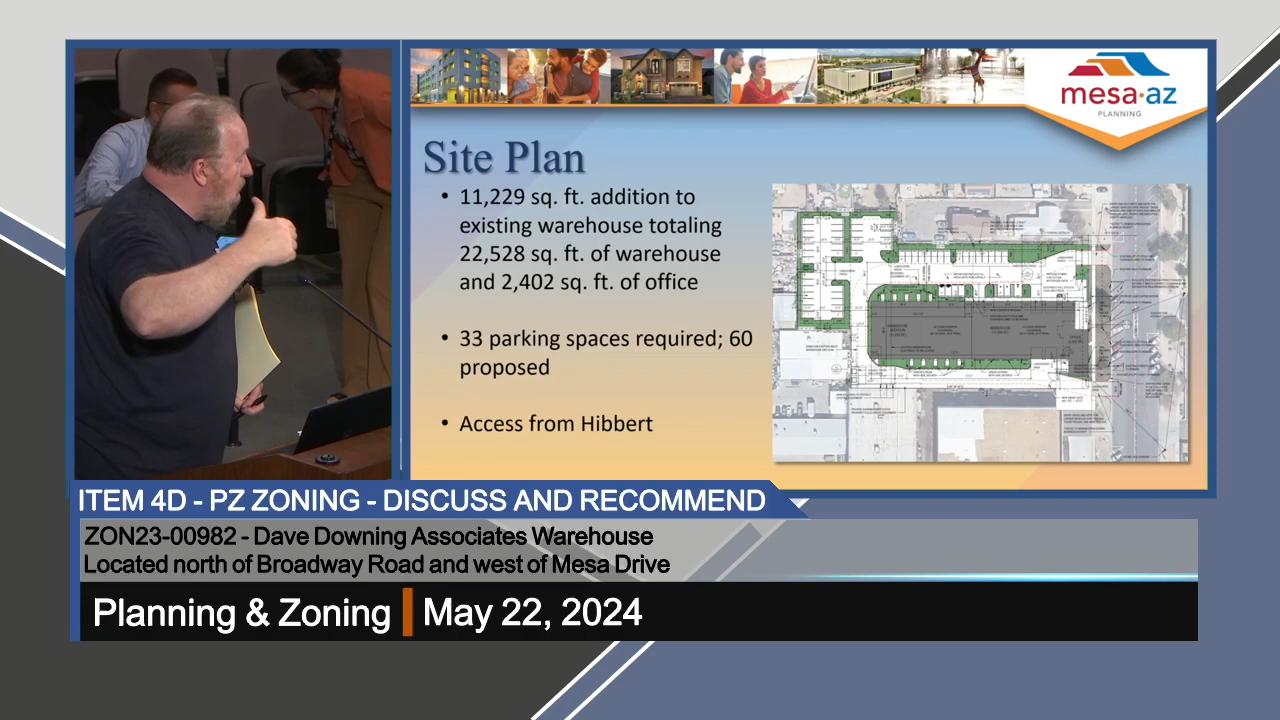 mesa·az
PLANNING
Site Plan
• 11,229 sq. ft. addition to
existing warehouse totaling
22,528 sq. ft. of warehouse
and 2,402 sq. ft. of office
• 33 parking spaces required; 60
proposed
• Access from Hibbert
ITEM 4D - PZ ZONING - DISCUSS AND RECOMMEND
ZON23-00982 - Dave Downing Associates Warehouse
Located north of Broadway Road and west of Mesa Drive
Planning & Zoning
May 22, 2024